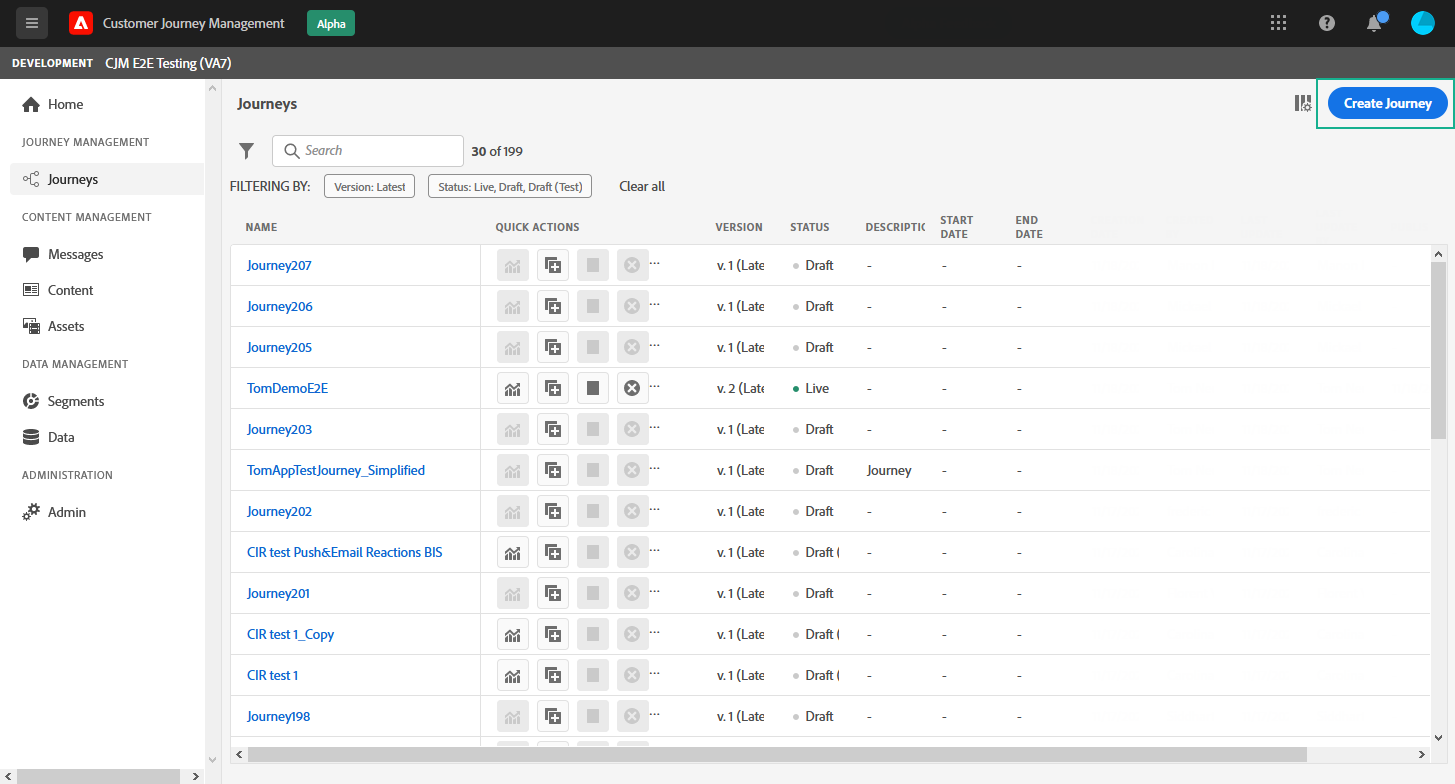 Customer Journey Management Alpha
DEVELOPMENT CJM E2E Testing (VA7)
Home
JOURNEY MANAGEMENT
Journeys
CONTENT MANAGEMENT
Messages
Content
Assets
DATA MANAGEMENT
Segments
Data
ADMINISTRATION
Admin
Journeys
Create Journey
Search
30 of 199
FILTERING BY: Version: Latest Status: Live, Draft, Draft (Test) Clear all
NAME QUICK ACTIONS VERSION STATUS DESCRIPTIC START DATE END DATE
Journey207 ... v. 1 (Late Draft - - -
Journey206 ... v. 1 (Late Draft - - -
Journey205 ... v. 1 (Late Draft - - -
TomDemoE2E ... v. 2 (Late Live - - -
Journey203 ... v. 1 (Late Draft - - -
TomAppTestJourney_Simplified ... v. 1 (Late Draft Journey - -
Journey202 ... v. 1 (Late Draft - - -
CIR test Push&Email Reactions BIS ... v. 1 (Late Draft ( - - -
Journey201 ... v. 1 (Late Draft - - -
CIR test 1_Copy ... v. 1 (Late Draft ( - - -
CIR test 1 ... v. 1 (Late Draft ( - - -
Journey198 ... v. 1 (Late Draft - - -